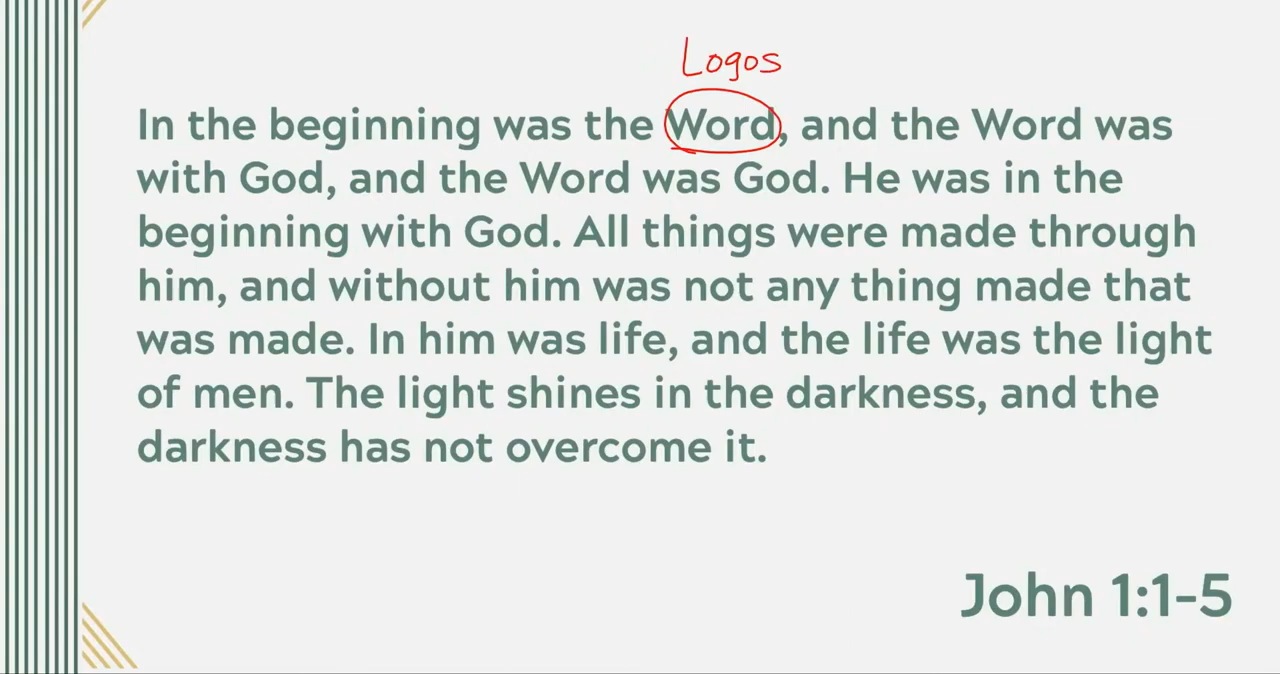 Logos
In the beginning was the Word, and the Word was
with God, and the Word was God. He was in the
beginning with God. All things were made through
him, and without him was not any thing made that
was made. In him was life, and the life was the light
of men. The light shines in the darkness, and the
darkness has not overcome it.
John 1:1-5